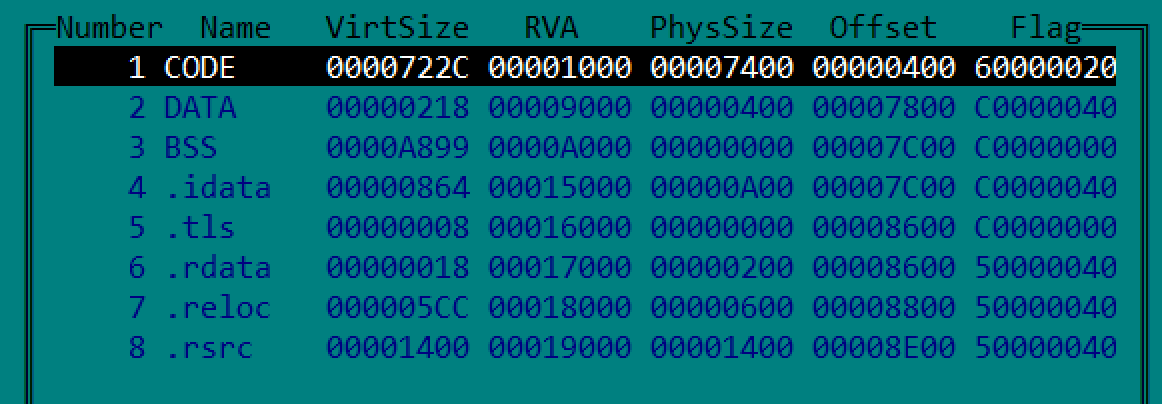 Number Name VirtSize RVA PhysSize Offset Flag
1 CODE 0000722C 00001000 00007400 00000400 60000020
2 DATA 00000218 00009000 00000400 00007800 C0000040
3 BSS 0000A899 0000A000 00000000 00007C00 C0000000
4 .idata 00000864 00015000 00000A00 00007C00 C0000040
5 .tls 00000008 00016000 00000000 00008600 C0000000
6 .rdata 00000018 00017000 00000200 00008600 50000040
7 .reloc 000005CC 00018000 00000600 00008800 50000040
8 .rsrc 00001400 00019000 00001400 00008E00 50000040